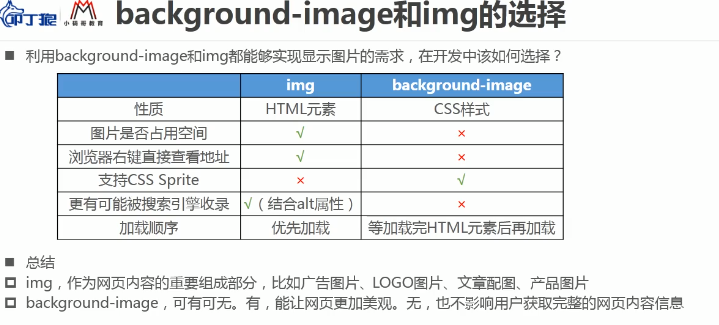 叩丁狼
小码哥教育
background-image和img的选择
利用background-image和img都能够实现显示图片的需求，在开发中该如何选择？
img background-image
性质 HTML元素 CSS样式
图片是否占用空间 √ ×
浏览器右键直接查看地址 √ ×
支持CSS Sprite × √
更有可能被搜索引擎收录 √（结合alt属性） ×
加载顺序 优先加载 等加载完HTML元素后再加载
总结
img，作为网页内容的重要组成部分，比如广告图片、LOGO图片、文章配图、产品图片
background-image，可有可无。有，能让网页更加美观。无，也不影响用户获取完整的网页内容信息